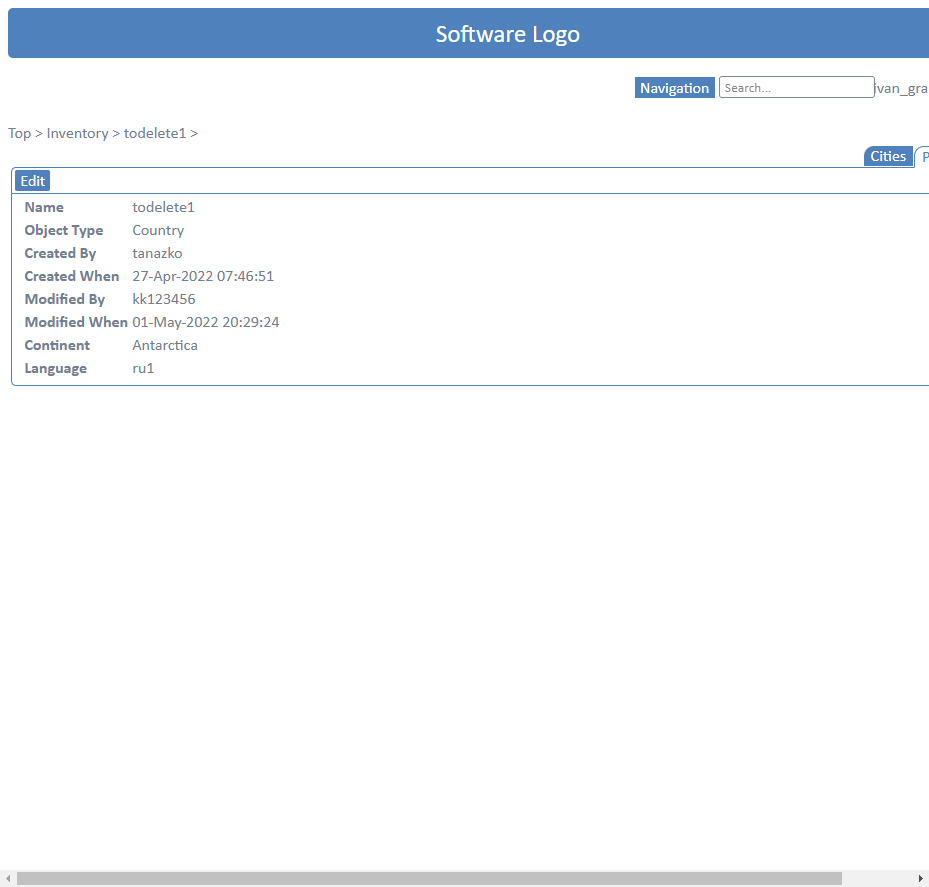 Software Logo
Navigation Search... ivan_gra
Top > Inventory > todelete1 >
Cities P
Edit
Name todelete1
Object Type Country
Created By tanazko
Created When 27-Apr-2022 07:46:51
Modified By kk123456
Modified When 01-May-2022 20:29:24
Continent Antarctica
Language ru1